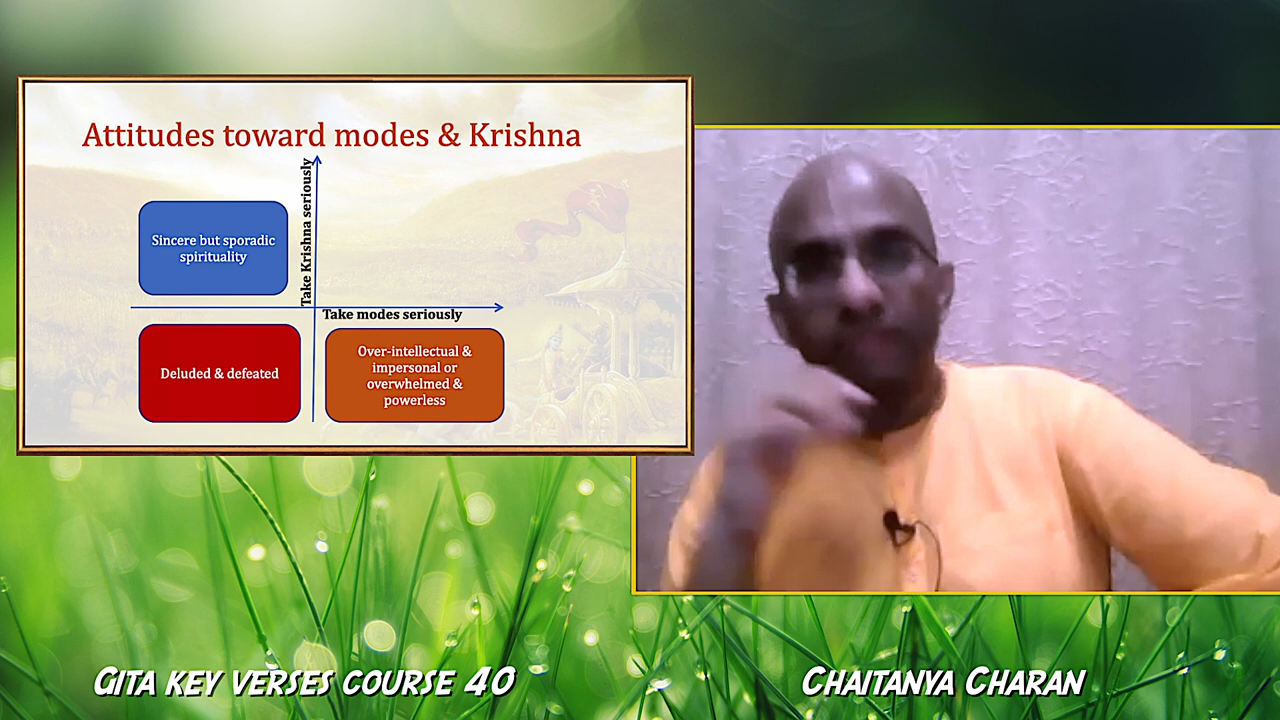 Attitudes toward modes & Krishna
Take Krishna seriously
Sincere but sporadic
spirituality
Take modes seriously
Deluded & defeated
Over-intellectual &
impersonal or
overwhelmed &
powerless
GITA KEY VERSES COURSE 40
CHAITANYA CHARAN